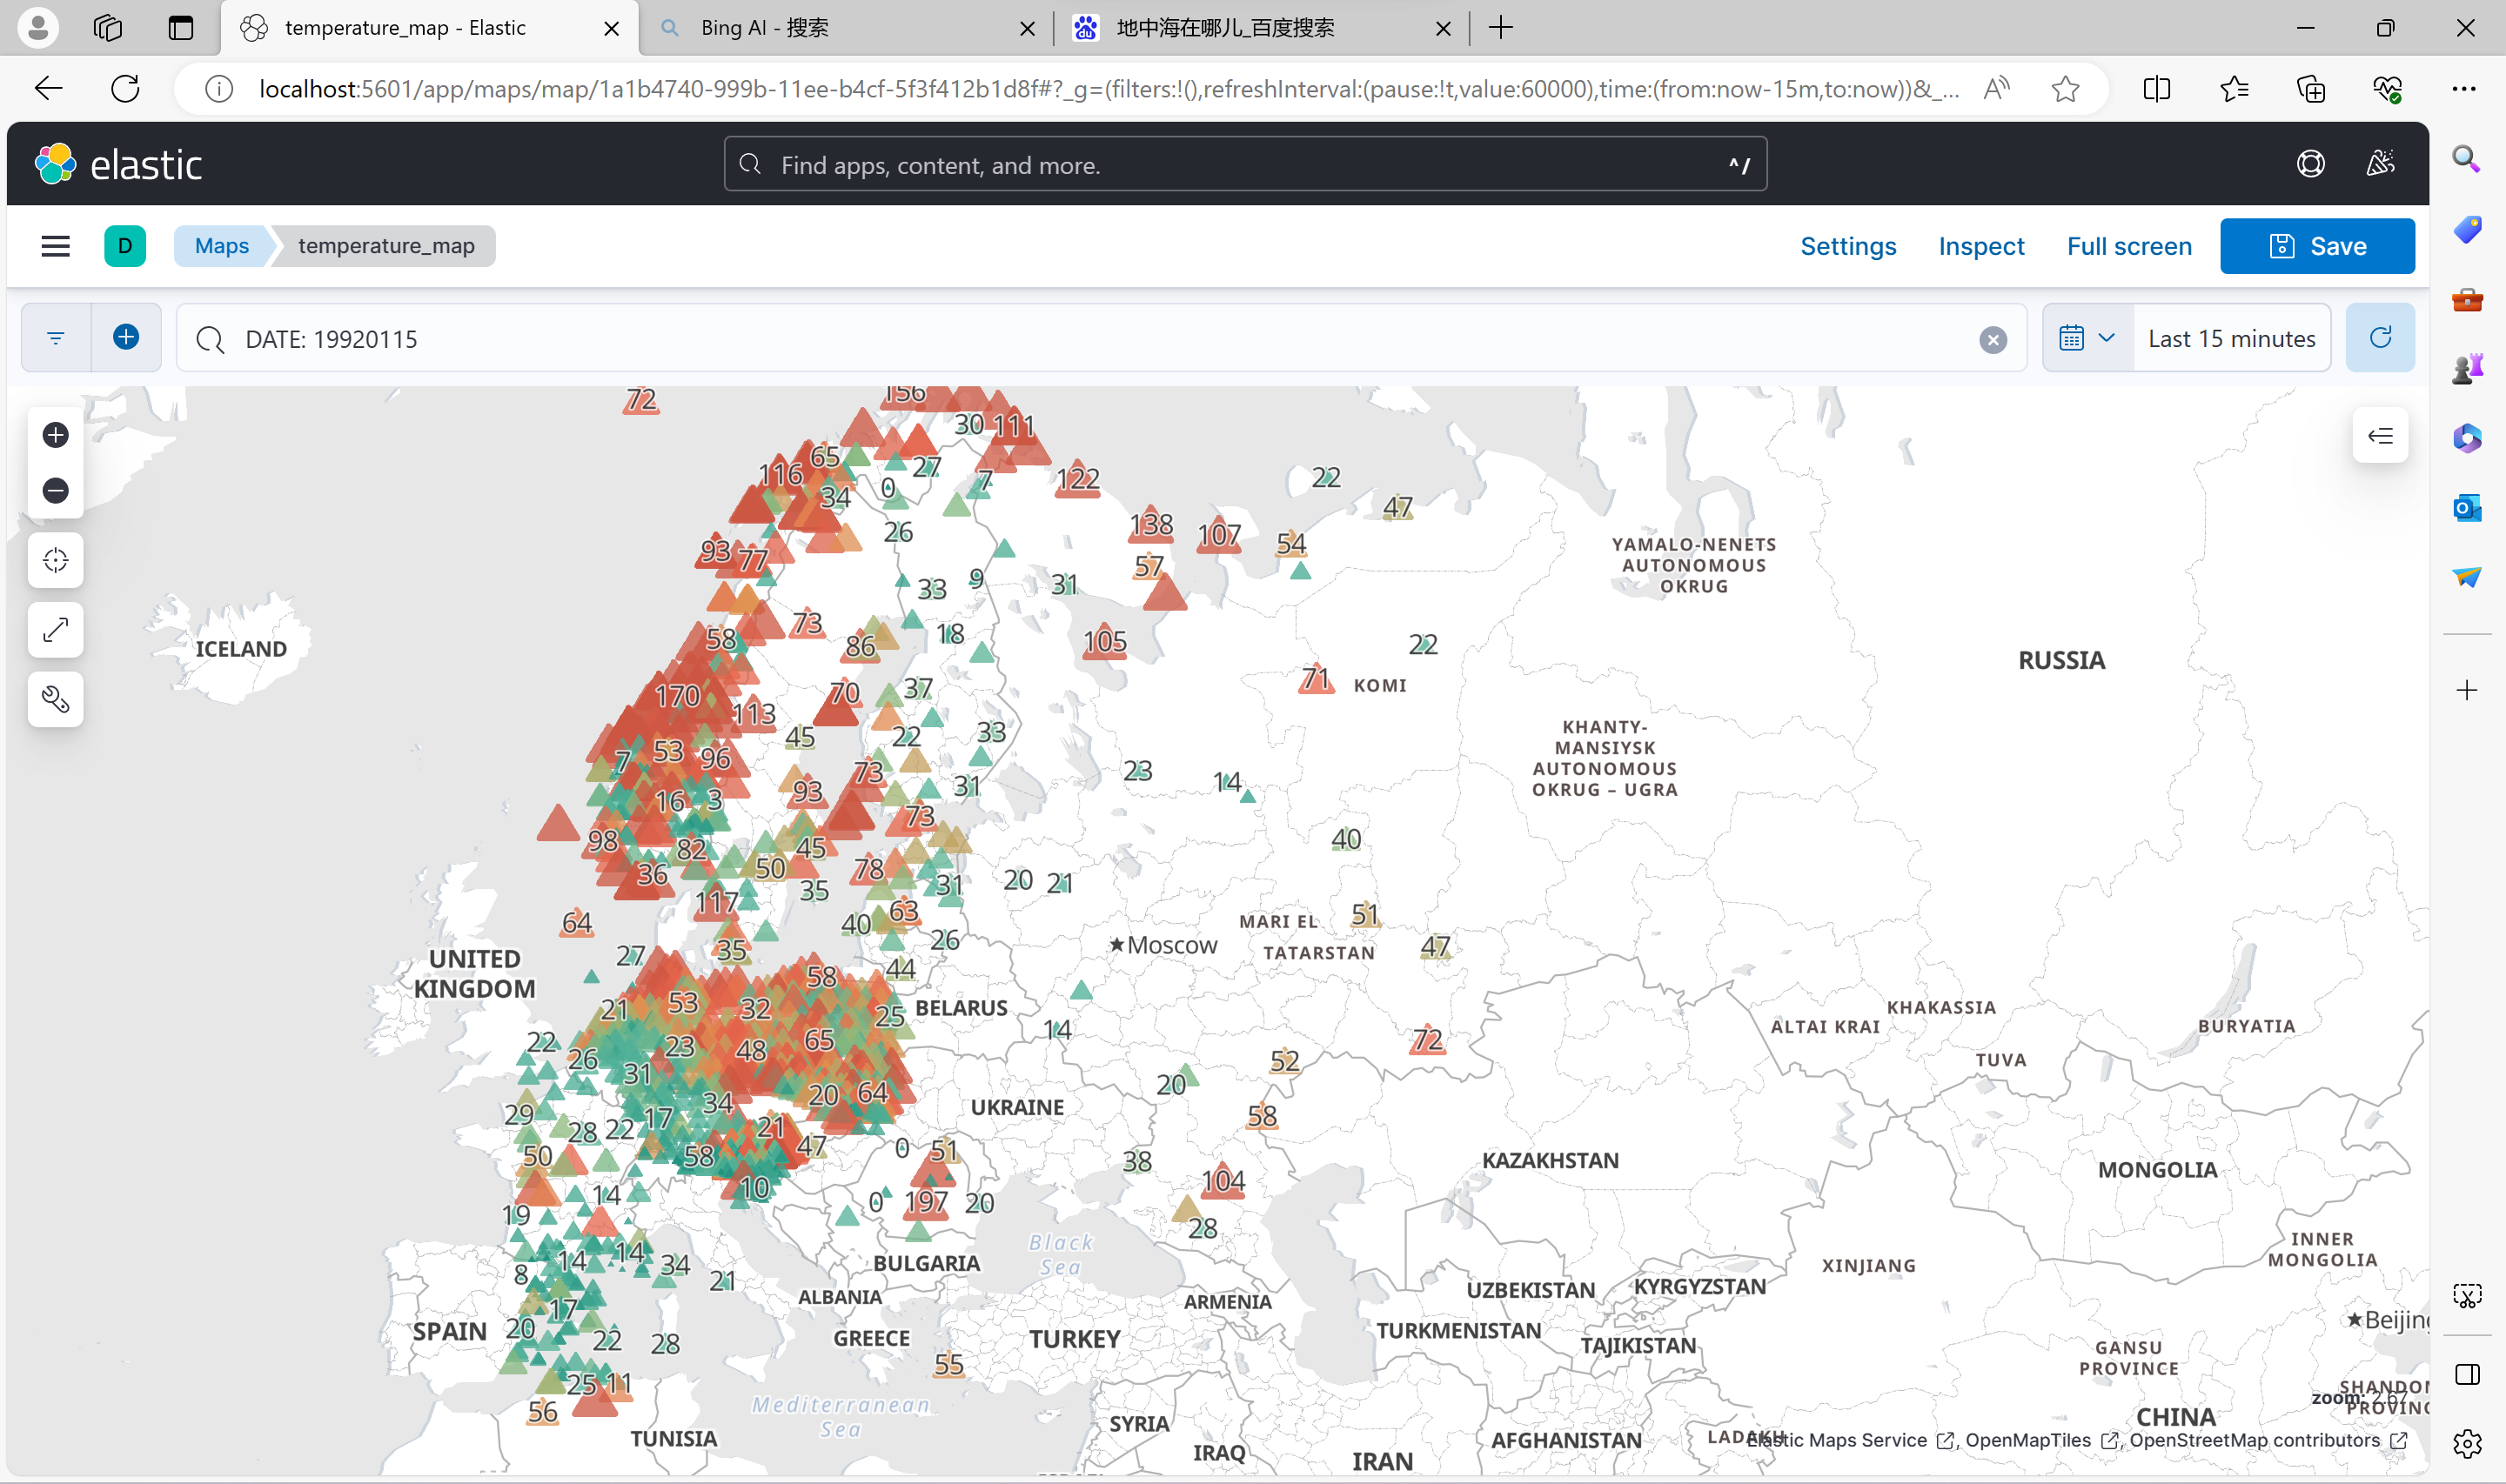 temperature_map - Elastic
Bing AI - 搜索
地中海在哪儿_百度搜索
localhost:5601/app/maps/map/1a1b4740-999b-11ee-b4cf-5f3f412b1d8f#?_g=(filters:!(),refreshInterval:(pause:!t,value:60000),time:(from:now-15m,to:now))&_...
elastic
Find apps, content, and more.
^/
D
Maps
temperature_map
Settings
Inspect
Full screen
Save
DATE: 19920115
Last 15 minutes
72
156
30
111
65
116
27
7
122
0
34
22
47
26
138
107
54
93
77
57
YAMALO-NENETS
AUTONOMOUS
OKRUG
33
9
31
73
58
18
86
105
22
ICELAND
RUSSIA
71
KOMI
170
70
37
113
33
45
22
KHANTY-
MANSIYSK
AUTONOMOUS
OKRUG – UGRA
7
53
96
73
31
23
14
93
16
3
73
98
82
45
40
50
78
36
35
31
20
21
117
63
64
40
51
MARI EL
26
35
27
Moscow
TATARSTAN
47
UNITED
KINGDOM
44
58
53
32
21
25
BELARUS
14
KHAKASSIA
ALTAI KRAI
BURYATIA
22
26
23
48
65
72
TUVA
52
31
20
34
20
64
UKRAINE
29
17
28
22
21
58
50
58
47
0
51
38
KAZAKHSTAN
MONGOLIA
10
14
0
197
20
104
19
28
Black
Sea
INNER
MONGOLIA
8
14
14
34
21
BULGARIA
XINJIANG
UZBEKISTAN
KYRGYZSTAN
ALBANIA
ARMENIA
17
20
SPAIN
22
28
GREECE
TURKEY
TURKMENISTAN
TAJIKISTAN
Beijing
GANSU
PROVINCE
55
25
11
56
Mediterranean
Sea
TUNISIA
SYRIA
IRAQ
IRAN
AFGHANISTAN
CHINA
zoom:
Elastic Maps Service
, OpenMapTiles
, OpenStreetMap contributors